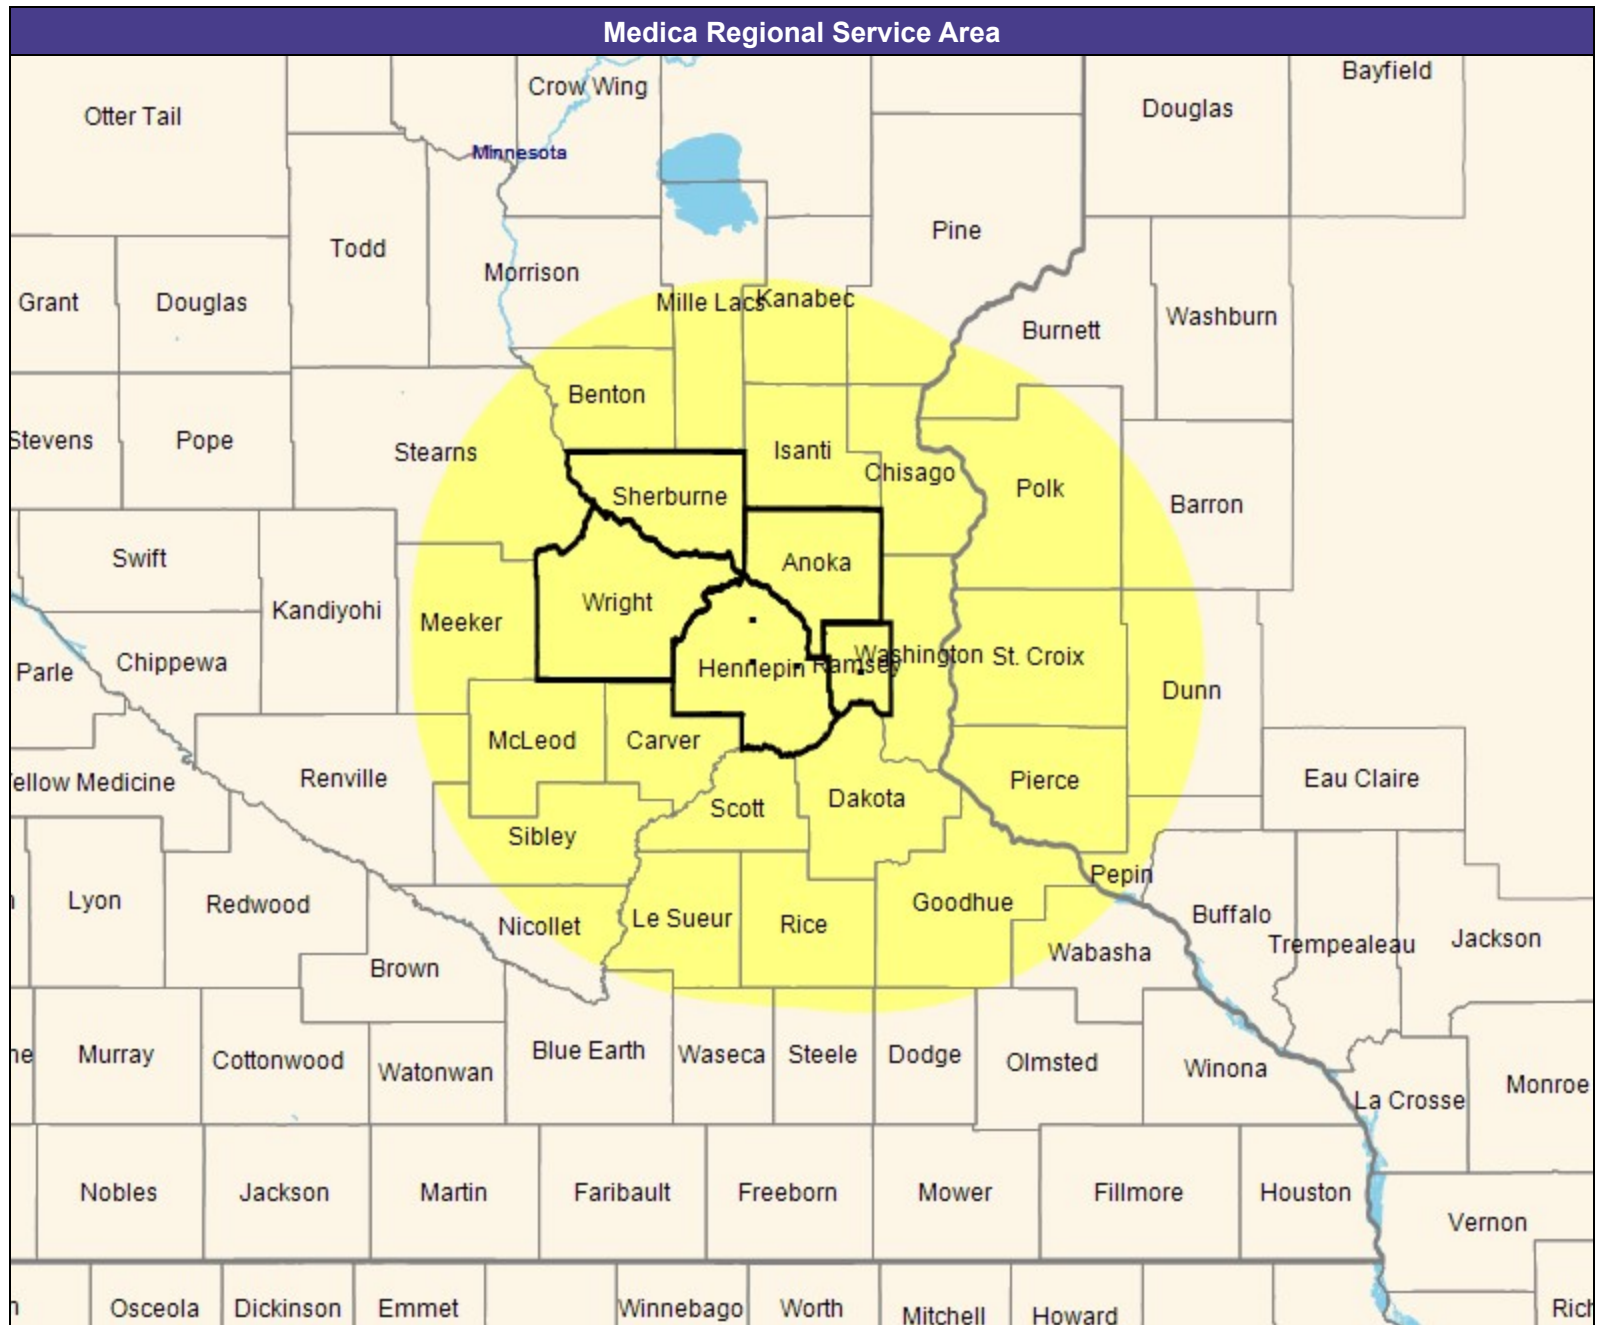 Medica Regional Service Area
Bayfield
Crow Wing
Douglas
Otter Tail
Minnesota
Pine
Todd
Morrison
Grant
Douglas
Mille Lacs
Kanabec
Washburn
Burnett
Benton
Stevens
Pope
Stearns
Isanti
Chisago
Polk
Sherburne
Barron
Swift
Anoka
Wright
Kandiyohi
Meeker
Washington
St. Croix
Chippewa
Parle
Hennepin
Ramsey
Dunn
McLeod
Carver
Renville
Eau Claire
ellow Medicine
Pierce
Dakota
Scott
Sibley
Pepin
Lyon
Redwood
Goodhue
Buffalo
Le Sueur
Rice
Nicollet
Jackson
Trempealeau
Wabasha
Brown
ne
Murray
Cottonwood
Blue Earth
Waseca
Steele
Dodge
Olmsted
Winona
Watonwan
Monroe
La Crosse
Nobles
Jackson
Martin
Faribault
Freeborn
Mower
Fillmore
Houston
Vernon
n
Osceola
Dickinson
Emmet
Winnebago
Worth
Mitchell
Howard
Rich